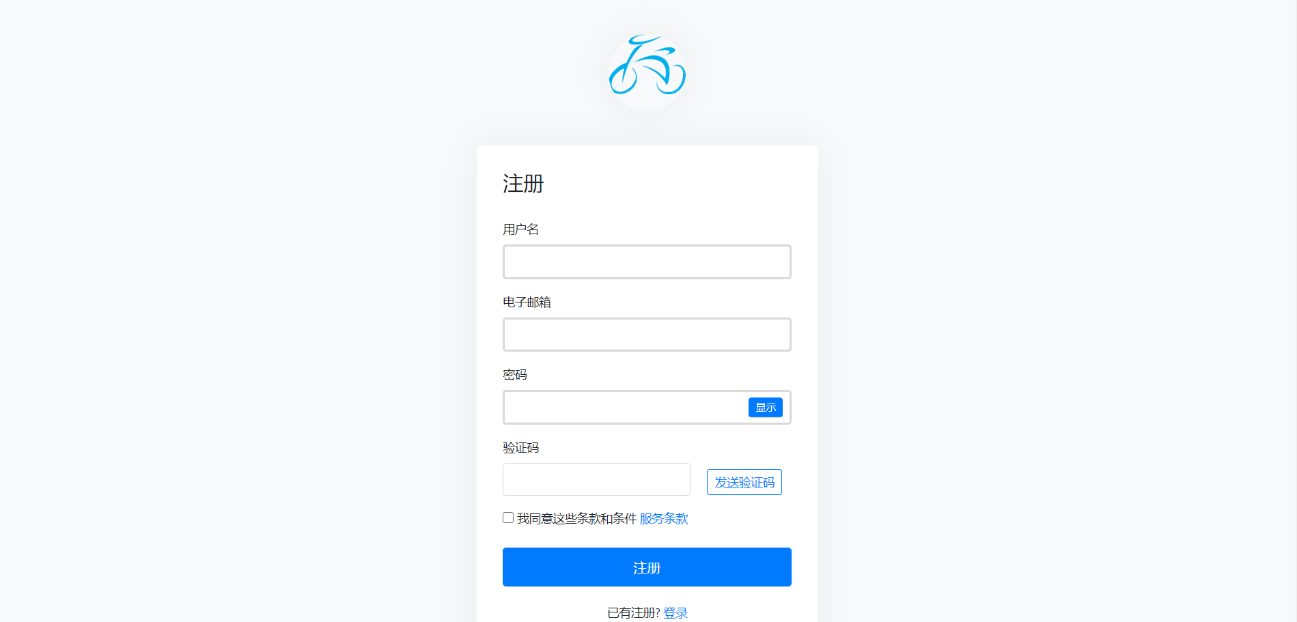 注册
用户名
电子邮箱
密码
显示
验证码
发送验证码
我同意这些条款和条件 服务条款
注册
已有注册? 登录